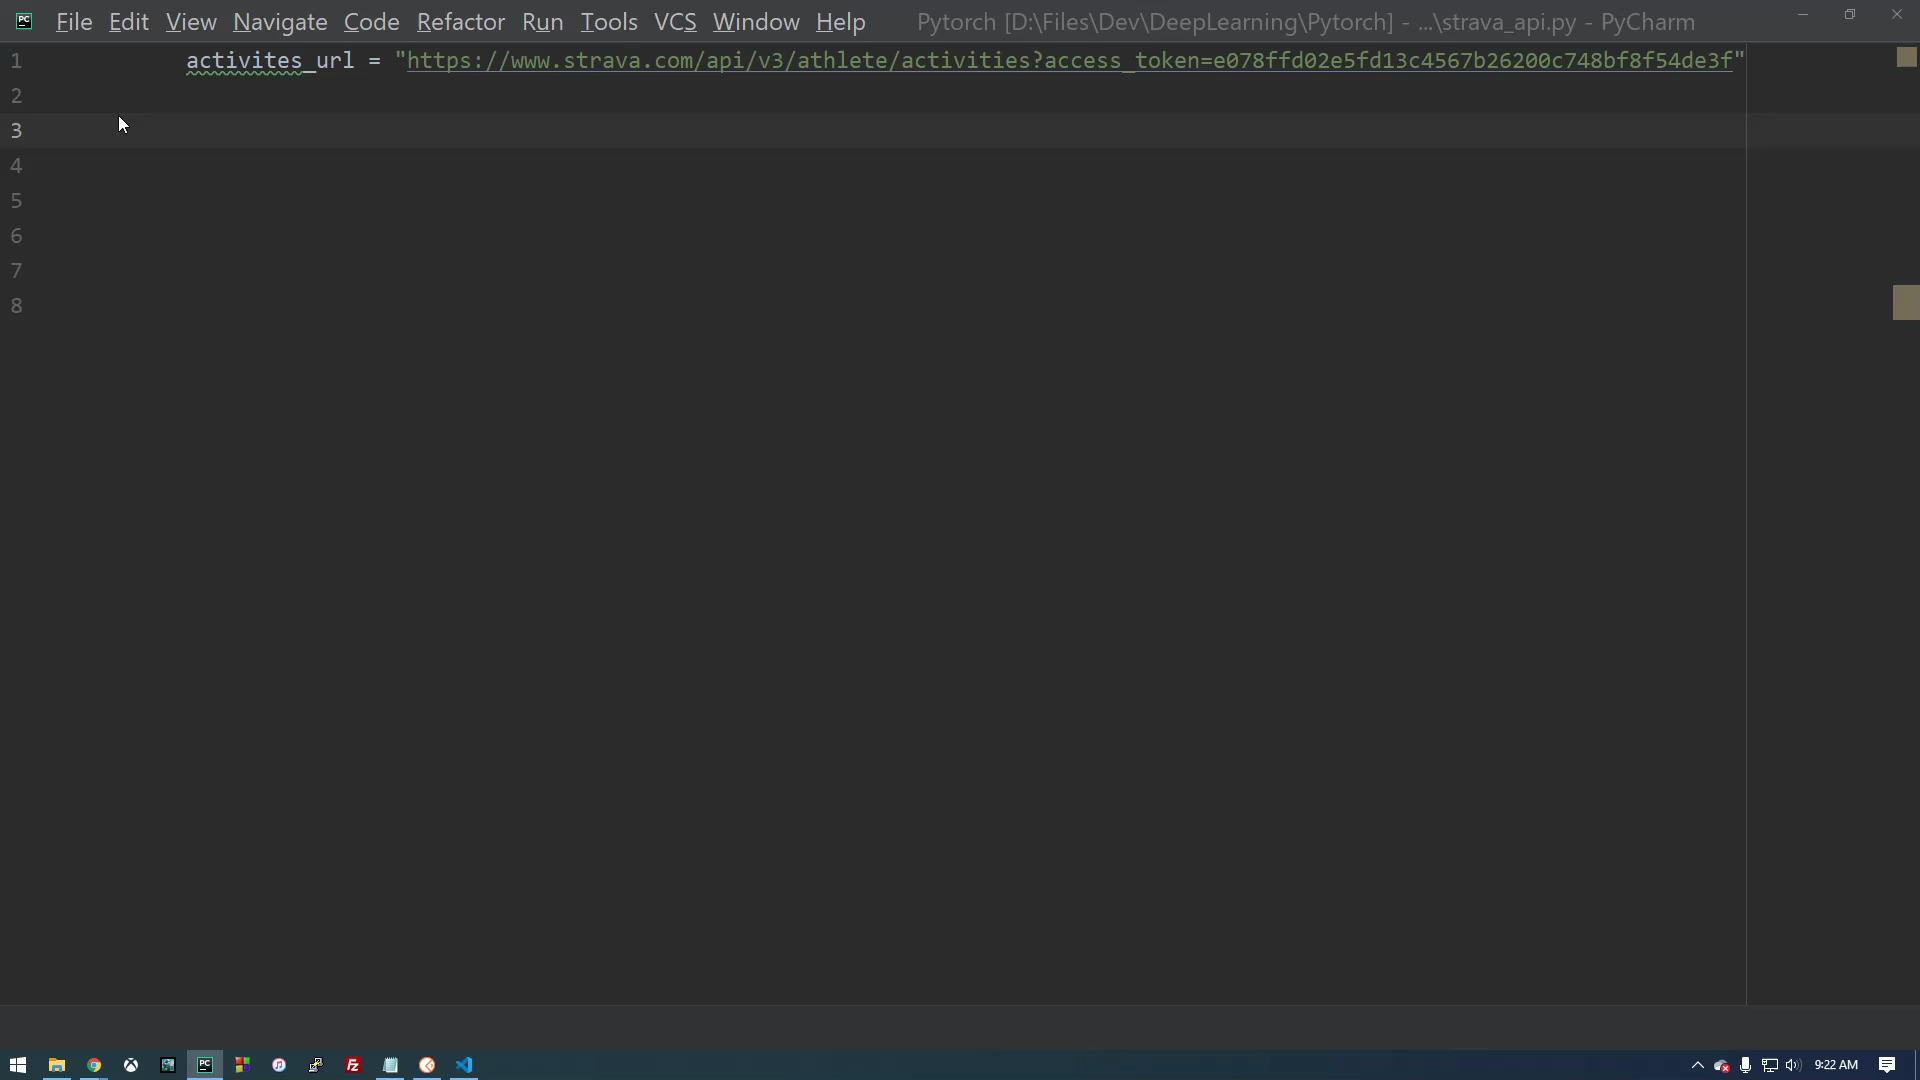 PC File Edit View Navigate Code Refactor Run Tools VCS Window Help Pytorch [D:\Files\Dev\DeepLearning\Pytorch] - ...\strava_api.py - PyCharm
1 activites_url = "https://www.strava.com/api/v3/athlete/activities?access_token=e078ffd02e5fd13c4567b26200c748bf8f54de3f"
2
3
4
5
6
7
8
PC FZ 9:22 AM